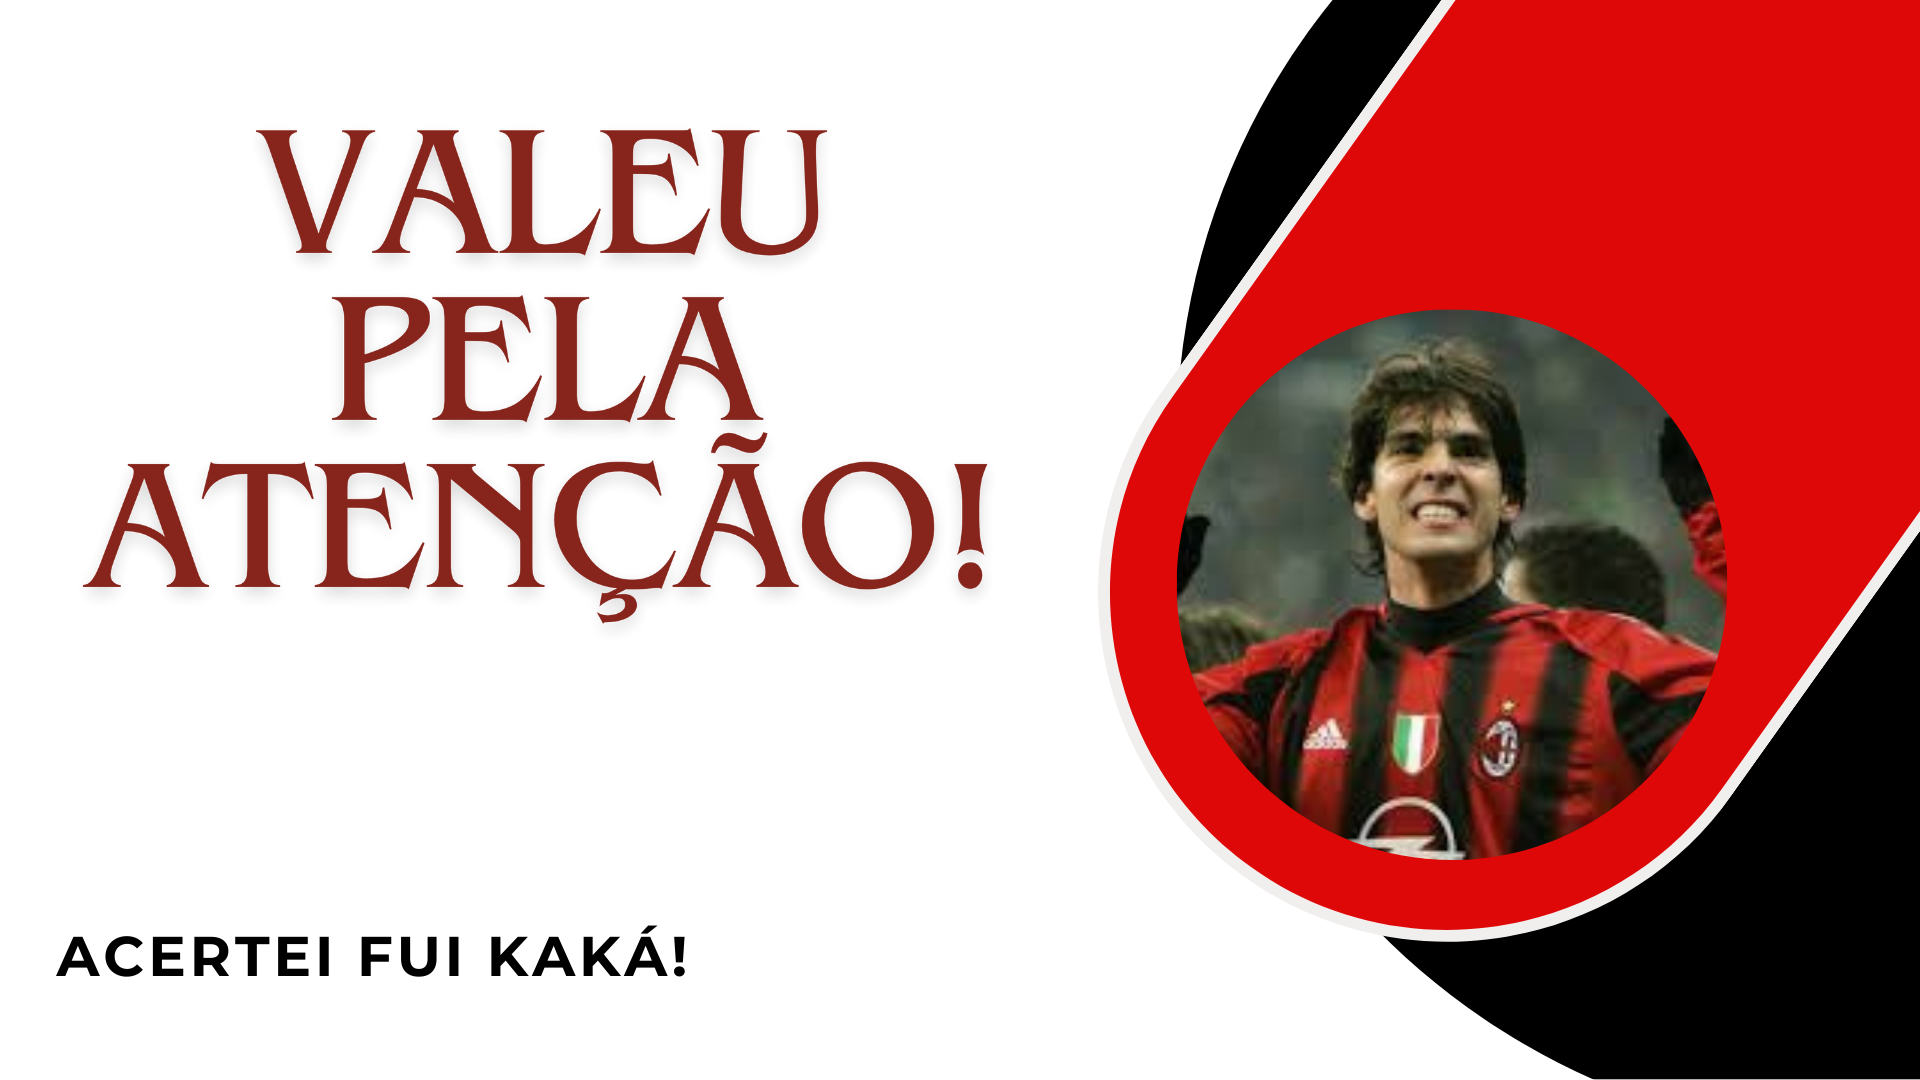 VALEU
PELA
ATENÇÃO!
ACERTEI FUI KAKÁ!